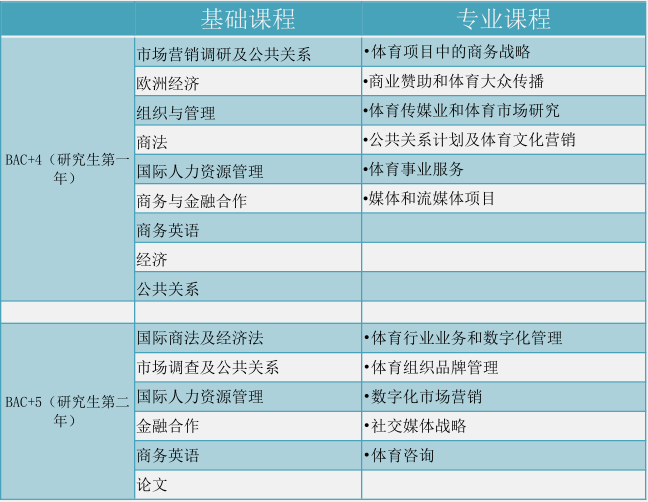 基础课程 专业课程
市场营销调研及公共关系 •体育项目中的商务战略
欧洲经济 •商业赞助和体育大众传播
组织与管理 •体育传媒业和体育市场研究
商法 •公共关系计划及体育文化营销
BAC+4（研究生第一
年）
国际人力资源管理 •体育事业服务
商务与金融合作 •媒体和流媒体项目
商务英语
经济
公共关系
国际商法及经济法 •体育行业业务和数字化管理
市场调查及公共关系 •体育组织品牌管理
BAC+5（研究生第二
年）
国际人力资源管理 •数字化市场营销
金融合作 •社交媒体战略
商务英语 •体育咨询
论文